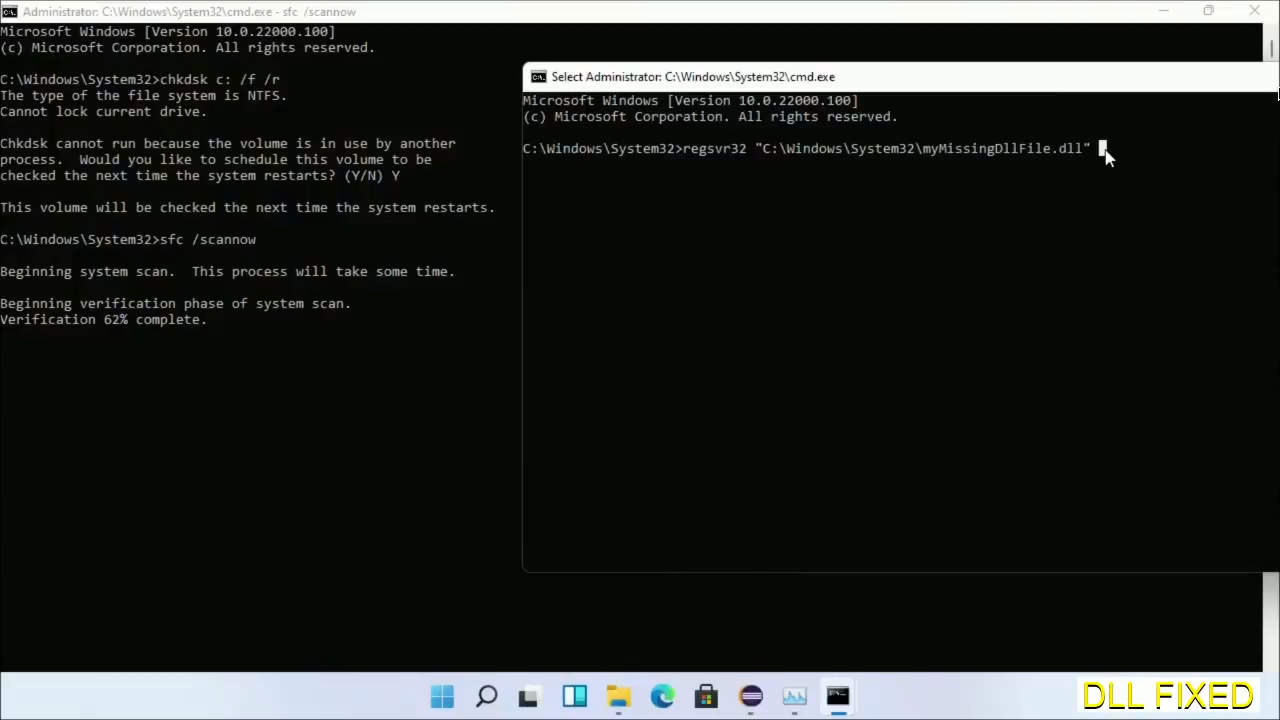 Administrator: C:\Windows\System32\cmd.exe - sfc /scannow
Microsoft Windows [Version 10.0.22000.100]
(c) Microsoft Corporation. All rights reserved.
C:\Windows\System32>chkdsk c: /f /r
The type of the file system is NTFS.
Cannot lock current drive.
Chkdsk cannot run because the volume is in use by another
process.  Would you like to schedule this volume to be
checked the next time the system restarts? (Y/N) Y
This volume will be checked the next time the system restarts.
C:\Windows\System32>sfc /scannow
Beginning system scan.  This process will take some time.
Beginning verification phase of system scan.
Verification 62% complete.
Select Administrator: C:\Windows\System32\cmd.exe
Microsoft Windows [Version 10.0.22000.100]
(c) Microsoft Corporation. All rights reserved.
C:\Windows\System32>regsvr32 "C:\Windows\System32\myMissingDllFile.dll"
DLL FIXED